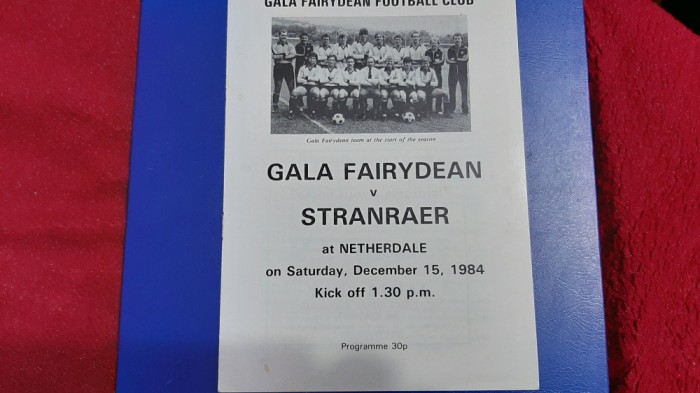 GALA FAIRYDEAN FOOTBALL CLUB
Gala Fairydean team at the start of the season
GALA FAIRYDEAN
v
STRANRAER
at NETHERDALE
on Saturday, December 15, 1984
Kick off 1.30 p.m.
Programme 30p